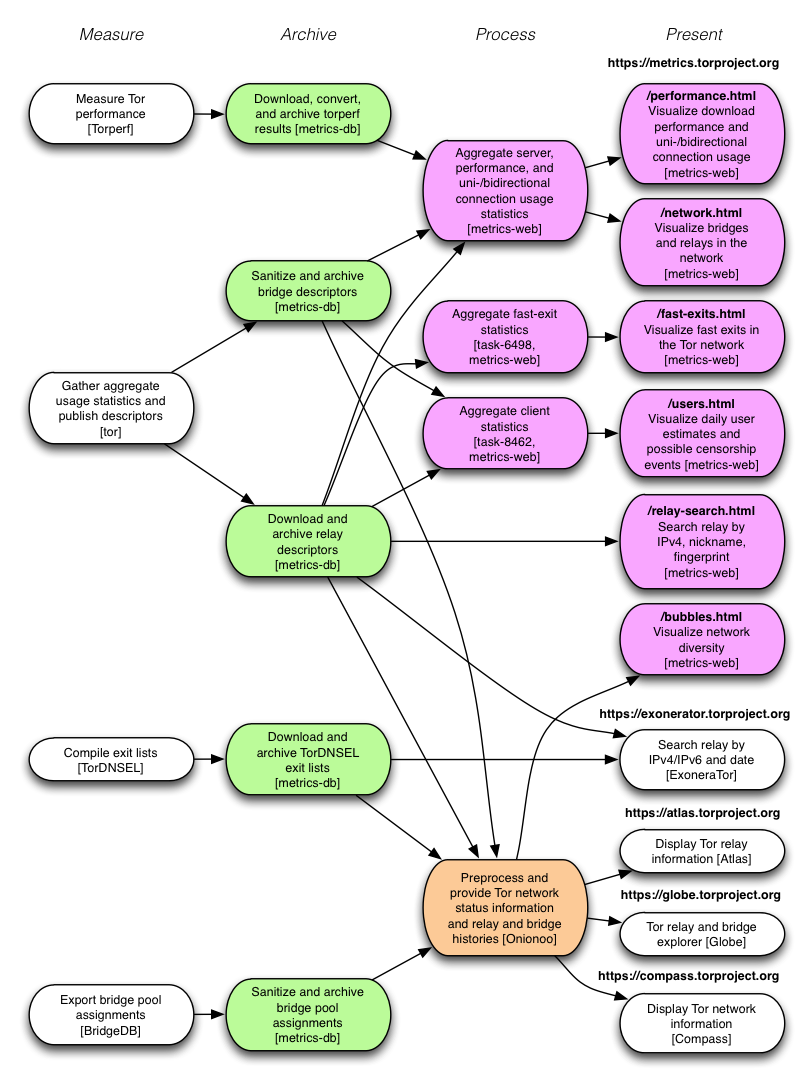 Measure
Archive
Process
Present
https://metrics.torproject.org
Measure Tor
performance
[Torperf]
Download, convert,
and archive torperf
results [metrics-db]
Aggregate server,
performance, and
uni-/bidirectional
connection usage
statistics
[metrics-web]
/performance.html
Visualize download
performance and
uni-/bidirectional
connection usage
[metrics-web]
/network.html
Visualize bridges
and relays in the
network
[metrics-web]
Sanitize and archive
bridge descriptors
[metrics-db]
Aggregate fast-exit
statistics
[task-6498,
metrics-web]
/fast-exits.html
Visualize fast exits in
the Tor network
[metrics-web]
Gather aggregate
usage statistics and
publish descriptors
[tor]
Aggregate client
statistics
[task-8462,
metrics-web]
/users.html
Visualize daily user
estimates and
possible censorship
events [metrics-web]
Download and
archive relay
descriptors
[metrics-db]
/relay-search.html
Search relay by
IPv4, nickname,
fingerprint
[metrics-web]
/bubbles.html
Visualize network
diversity
[metrics-web]
https://exonerator.torproject.org
Compile exit lists
[TorDNSEL]
Download and
archive TorDNSEL
exit lists
[metrics-db]
Search relay by
IPv4/IPv6 and date
[ExoneraTor]
https://atlas.torproject.org
Display Tor relay
information [Atlas]
Preprocess and
provide Tor network
status information
and relay and bridge
histories [Onionoo]
https://globe.torproject.org
Tor relay and bridge
explorer [Globe]
https://compass.torproject.org
Export bridge pool
assignments
[BridgeDB]
Sanitize and archive
bridge pool
assignments
[metrics-db]
Display Tor network
information
[Compass]